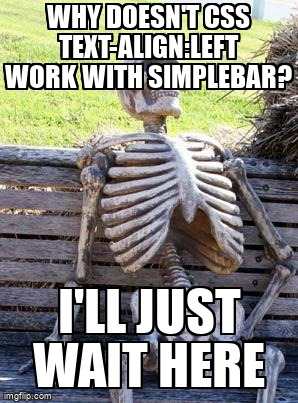 WHY DOESN'T CSS
TEXT-ALIGN:LEFT
WORK WITH SIMPLEBAR?
I'LL JUST
WAIT HERE
imgflip.com